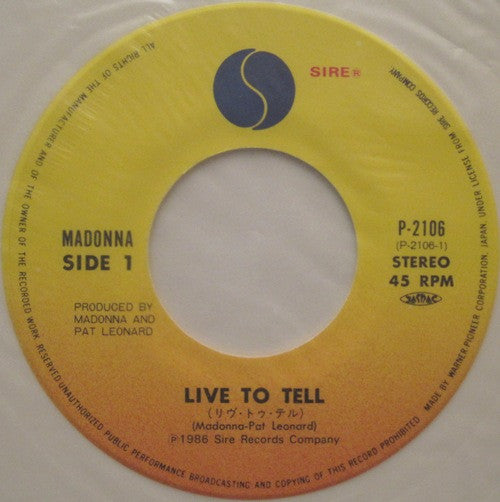 SIRE®
MADONNA
SIDE 1
PRODUCED BY
MADONNA AND
PAT LEONARD
P-2106
(P-2106-1)
STEREO
45 RPM
JASRAC
LIVE TO TELL
(リヴ・トゥ・テル)
(Madonna-Pat Leonard)
Ⓟ1986 Sire Records Company
ALL RIGHTS OF THE MANUFACTURER AND OF THE OWNER OF THE RECORDED WORK RESERVED·UNAUTHORIZED PUBLIC PERFORMANCE BROADCASTING AND COPYING OF THIS RECORD PROHIBITED
MADE BY WARNER-PIONEER CORPORATION, JAPAN, UNDER LICENSE FROM SIRE RECORDS COMPANY.